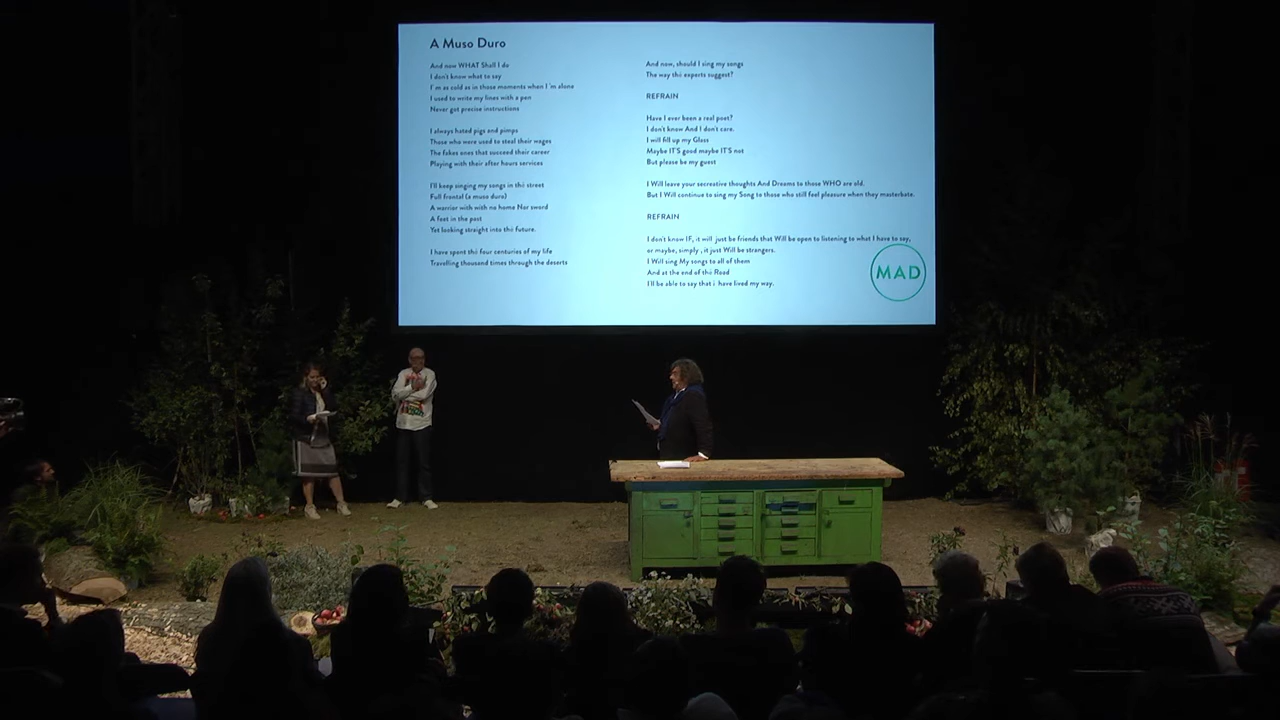 A Muso Duro
And now WHAT Shall I do
I don't know what to say
I' m as cold as in those moments when I 'm alone
I used to write my lines with a pen
Never got precise instructions
I always hated pigs end pimps
Those who were used to steal their wages
The fakes ones that succeed their career
Playing with their after hours services
I'll keep singing my songs in thi street
Full frontal (a muso duro)
A warrior with with no home Nor sword
A feet in the past
Yet looking straight into thi future.
I have spent thi four centuries of my life
Travelling thousand times through the deserts
And now, should I sing my songs
The way thi experts suggest?
REFRAIN
Have I ever been a real poet?
I don't know And I don't care.
I will fill up my Glass
Maybe IT'S good maybe IT'S not
But please be my guest
I Will leave your secreative thoughts And Dreams to those WHO are old.
But I Will continue to sing my Song to those who still feel pleasure when they masterbate.
REFRAIN
I don't know IF, it will just be friends that Will be open to listening to what I have to say,
or maybe, simply , it just Will be strangers.
I Will sing My songs to all of them
And at the end of thi Road
I'll be able to say that i have lived my way.
MAD